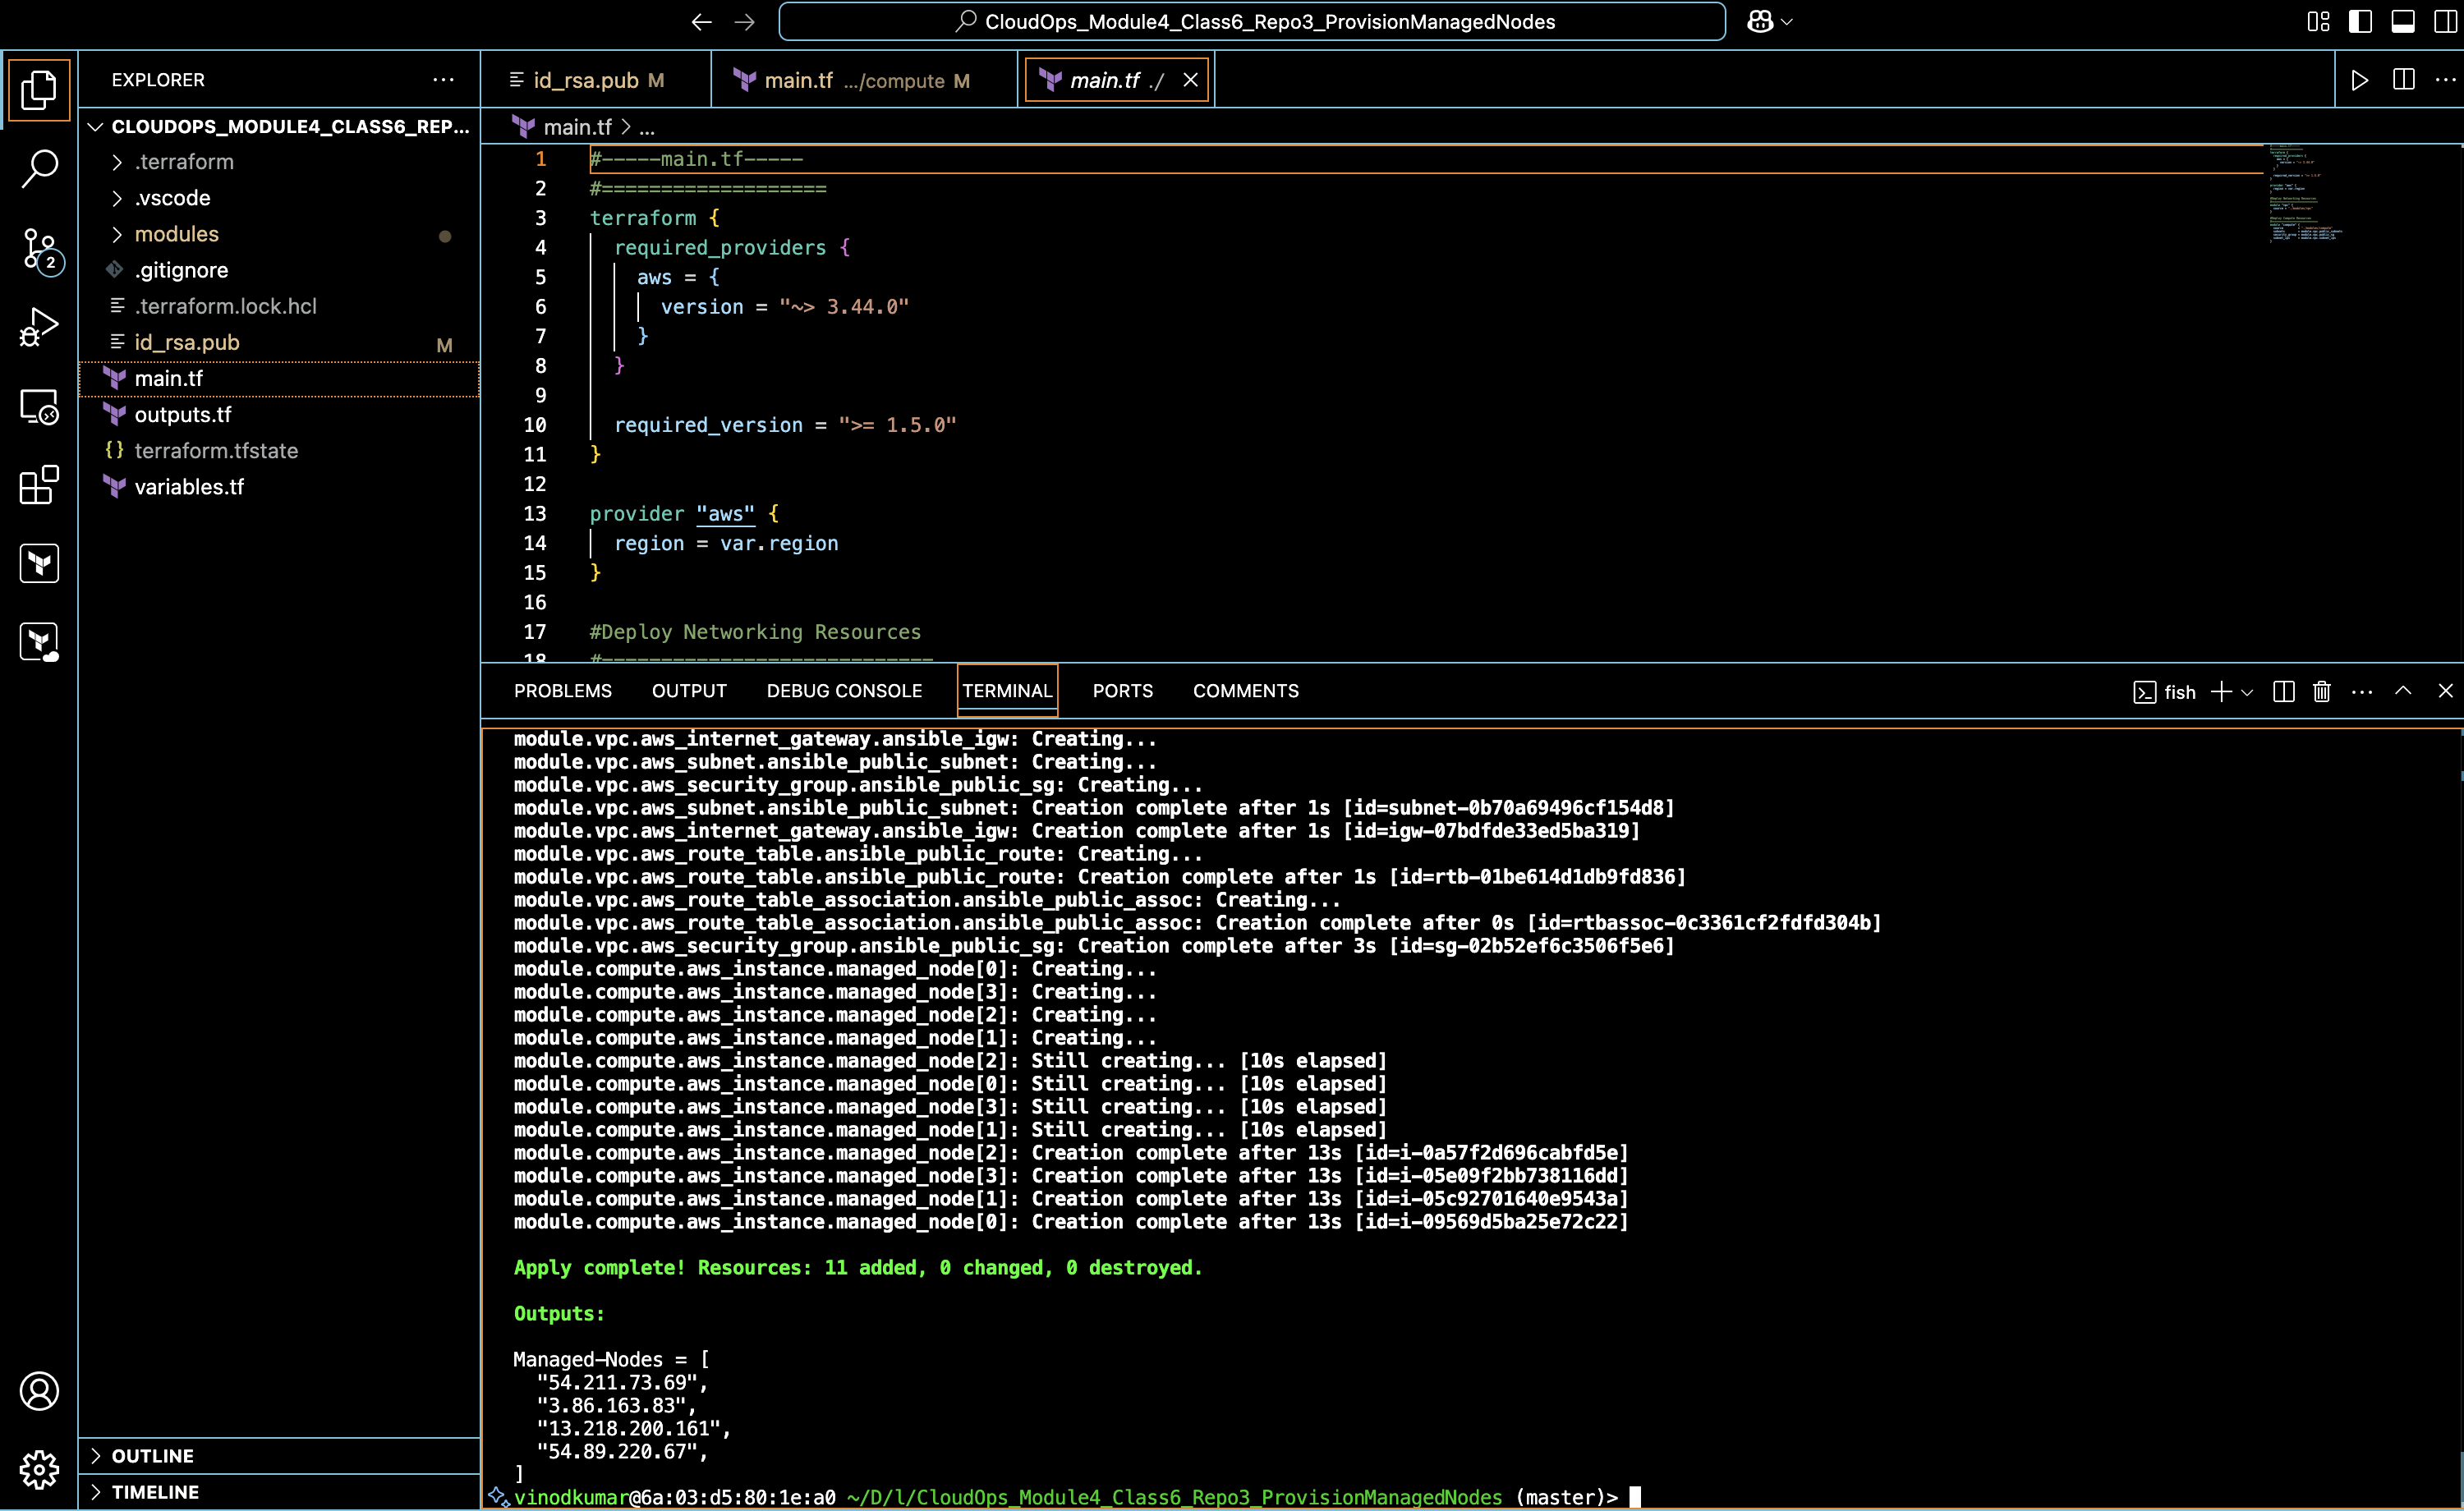 CloudOps_Module4_Class6_Repo3_ProvisionManagedNodes
EXPLORER
CLOUDOPS_MODULE4_CLASS6_REP...
.terraform
.vscode
modules
.gitignore
.terraform.lock.hcl
id_rsa.pub M
main.tf
outputs.tf
{} terraform.tfstate
variables.tf
OUTLINE
TIMELINE
2
id_rsa.pub M
main.tf .../compute M
main.tf ./
main.tf > ...
1 #-----main.tf-----
2 #===================
3 terraform {
4 required_providers {
5 aws = {
6 version = "~> 3.44.0"
7 }
8 }
9
10 required_version = ">= 1.5.0"
11 }
12
13 provider "aws" {
14 region = var.region
15 }
16
17 #Deploy Networking Resources
18 #============================
PROBLEMS OUTPUT DEBUG CONSOLE TERMINAL PORTS COMMENTS
fish
module.vpc.aws_internet_gateway.ansible_igw: Creating...
module.vpc.aws_subnet.ansible_public_subnet: Creating...
module.vpc.aws_security_group.ansible_public_sg: Creating...
module.vpc.aws_subnet.ansible_public_subnet: Creation complete after 1s [id=subnet-0b70a69496cf154d8]
module.vpc.aws_internet_gateway.ansible_igw: Creation complete after 1s [id=igw-07bdfde33ed5ba319]
module.vpc.aws_route_table.ansible_public_route: Creating...
module.vpc.aws_route_table.ansible_public_route: Creation complete after 1s [id=rtb-01be614d1db9fd836]
module.vpc.aws_route_table_association.ansible_public_assoc: Creating...
module.vpc.aws_route_table_association.ansible_public_assoc: Creation complete after 0s [id=rtbassoc-0c3361cf2fdfd304b]
module.vpc.aws_security_group.ansible_public_sg: Creation complete after 3s [id=sg-02b52ef6c3506f5e6]
module.compute.aws_instance.managed_node[0]: Creating...
module.compute.aws_instance.managed_node[3]: Creating...
module.compute.aws_instance.managed_node[2]: Creating...
module.compute.aws_instance.managed_node[1]: Creating...
module.compute.aws_instance.managed_node[2]: Still creating... [10s elapsed]
module.compute.aws_instance.managed_node[0]: Still creating... [10s elapsed]
module.compute.aws_instance.managed_node[3]: Still creating... [10s elapsed]
module.compute.aws_instance.managed_node[1]: Still creating... [10s elapsed]
module.compute.aws_instance.managed_node[2]: Creation complete after 13s [id=i-0a57f2d696cabfd5e]
module.compute.aws_instance.managed_node[3]: Creation complete after 13s [id=i-05e09f2bb738116dd]
module.compute.aws_instance.managed_node[1]: Creation complete after 13s [id=i-05c92701640e9543a]
module.compute.aws_instance.managed_node[0]: Creation complete after 13s [id=i-09569d5ba25e72c22]
Apply complete! Resources: 11 added, 0 changed, 0 destroyed.
Outputs:
Managed-Nodes = [
"54.211.73.69",
"3.86.163.83",
"13.218.200.161",
"54.89.220.67",
]
vinodkumar@6a:03:d5:80:1e:a0 ~/D/l/CloudOps_Module4_Class6_Repo3_ProvisionManagedNodes (master)>